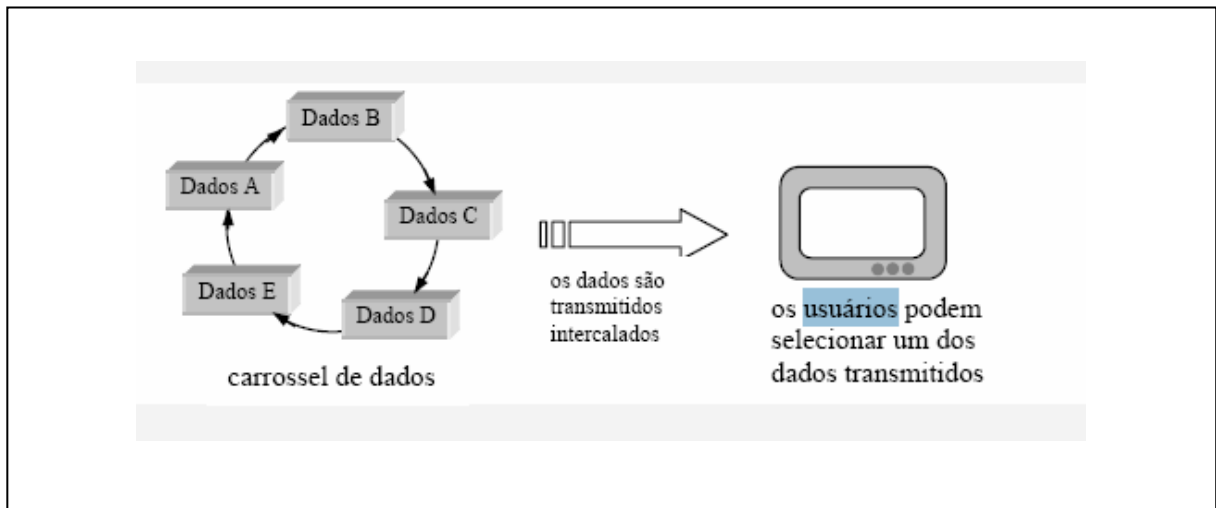 Dados B
Dados A
Dados C
Dados E
Dados D
carrossel de dados
os dados são
transmitidos
intercalados
os usuários podem
selecionar um dos
dados transmitidos